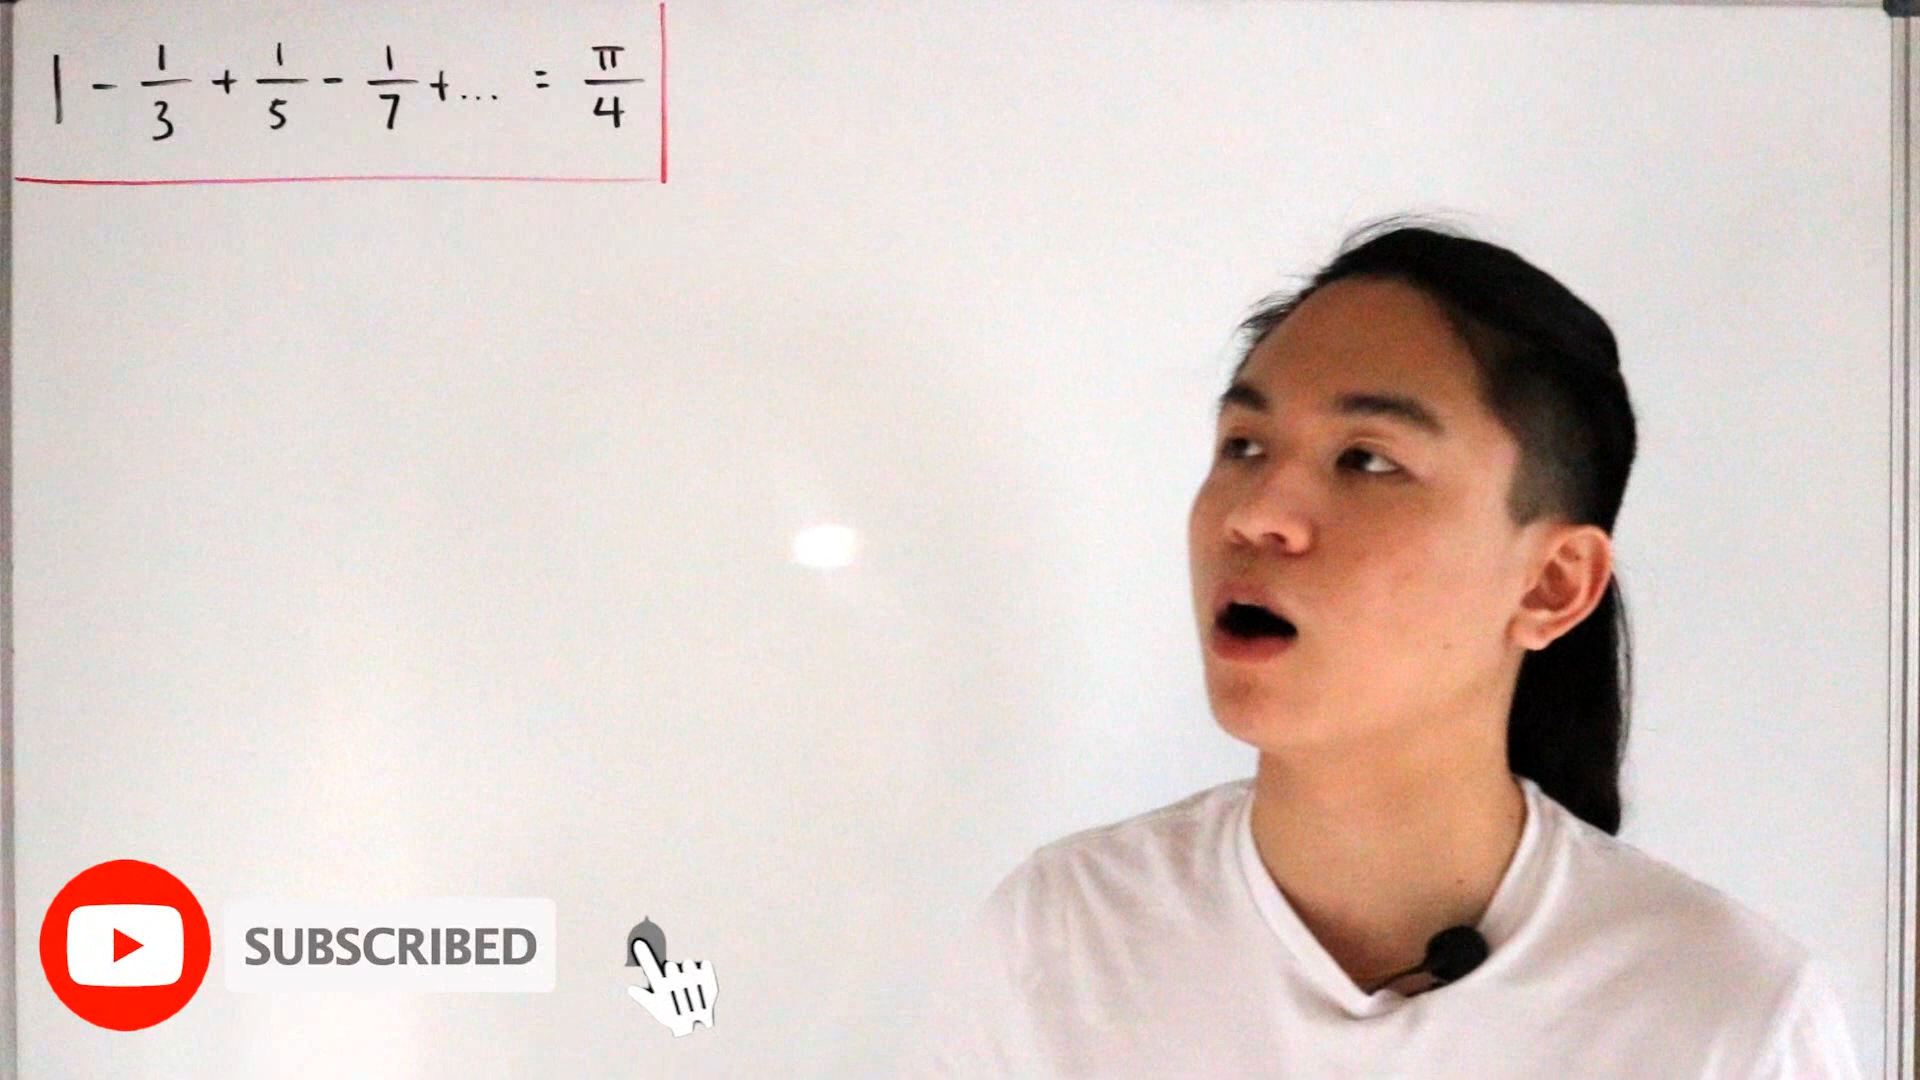 1 - 1/3 + 1/5 - 1/7 + ... = π/4
SUBSCRIBED